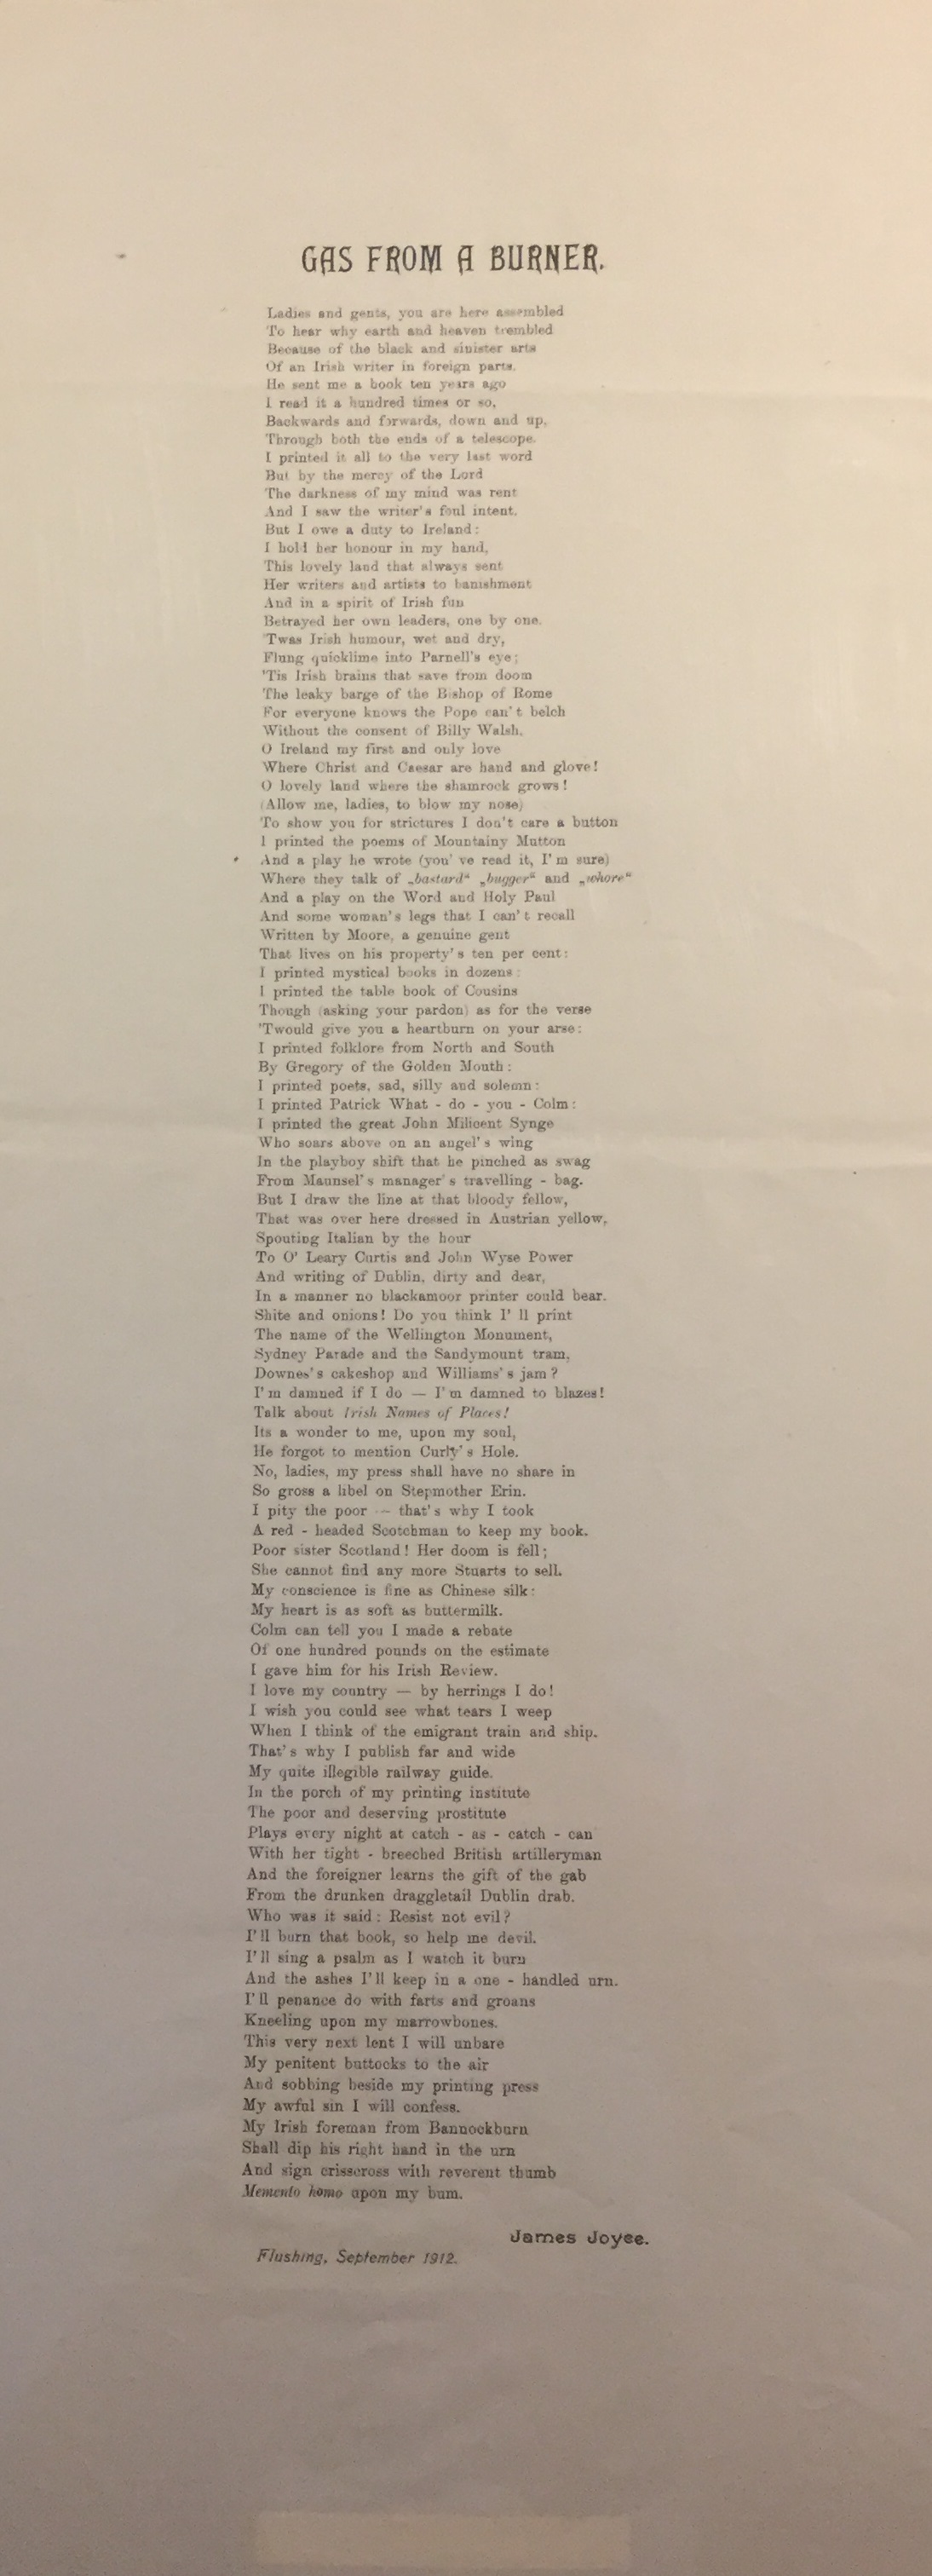 GAS FROM A BURNER.
Ladies and gents, you are here assembled
To hear why earth and heaven trembled
Because of the black and sinister arts
Of an Irish writer in foreign parts.
He sent me a book ten years ago
I read it a hundred times or so,
Backwards and forwards, down and up,
Through both the ends of a telescope.
I printed it all to the very last word
But by the mercy of the Lord
The darkness of my mind was rent
And I saw the writer's foul intent.
But I owe a duty to Ireland:
I hold her honour in my hand,
This lovely land that always sent
Her writers and artists to banishment
And in a spirit of Irish fun
Betrayed her own leaders, one by one.
'Twas Irish humour, wet and dry,
Flung quicklime into Parnell's eye;
'Tis Irish brains that save from doom
The leaky barge of the Bishop of Rome
For everyone knows the Pope can't belch
Without the consent of Billy Walsh.
O Ireland my first and only love
Where Christ and Caesar are hand and glove!
O lovely land where the shamrock grows!
(Allow me, ladies, to blow my nose)
To show you for strictures I don't care a button
I printed the poems of Mountainy Mutton
And a play he wrote (you' ve read it, I' m sure)
Where they talk of „bastard“ „bugger“ and „whore“
And a play on the Word and Holy Paul
And some woman's legs that I can't recall
Written by Moore, a genuine gent
That lives on his property's ten per cent:
I printed mystical books in dozens:
I printed the table book of Cousins
Though (asking your pardon) as for the verse
'Twould give you a heartburn on your arse:
I printed folklore from North and South
By Gregory of the Golden Mouth:
I printed poets, sad, silly and solemn:
I printed Patrick What - do - you - Colm:
I printed the great John Milicent Synge
Who soars above on an angel's wing
In the playboy shift that he pinched as swag
From Maunsel's manager's travelling - bag.
But I draw the line at that bloody fellow,
That was over here dressed in Austrian yellow,
Spouting Italian by the hour
To O' Leary Curtis and John Wyse Power
And writing of Dublin, dirty and dear,
In a manner no blackamoor printer could bear.
Shite and onions! Do you think I' ll print
The name of the Wellington Monument,
Sydney Parade and the Sandymount tram,
Downes's cakeshop and Williams's jam?
I'm damned if I do — I'm damned to blazes!
Talk about Irish Names of Places!
Its a wonder to me, upon my soul,
He forgot to mention Curly's Hole.
No, ladies, my press shall have no share in
So gross a libel on Stepmother Erin.
I pity the poor — that's why I took
A red - headed Scotchman to keep my book.
Poor sister Scotland! Her doom is fell;
She cannot find any more Stuarts to sell.
My conscience is fine as Chinese silk:
My heart is as soft as buttermilk.
Colm can tell you I made a rebate
Of one hundred pounds on the estimate
I gave him for his Irish Review.
I love my country — by herrings I do!
I wish you could see what tears I weep
When I think of the emigrant train and ship.
That's why I publish far and wide
My quite illegible railway guide.
In the porch of my printing institute
The poor and deserving prostitute
Plays every night at catch - as - catch - can
With her tight - breeched British artilleryman
And the foreigner learns the gift of the gab
From the drunken draggletail Dublin drab.
Who was it said: Resist not evil?
I'll burn that book, so help me devil.
I'll sing a psalm as I watch it burn
And the ashes I'll keep in a one - handled urn.
I'll penance do with farts and groans
Kneeling upon my marrowbones.
This very next lent I will unbare
My penitent buttocks to the air
And sobbing beside my printing press
My awful sin I will confess.
My Irish foreman from Bannockburn
Shall dip his right hand in the urn
And sign crisscross with reverent thumb
Memento homo upon my bum.
James Joyce.
Flushing, September 1912.